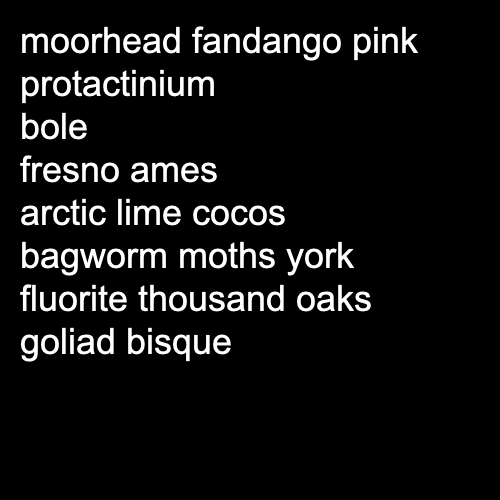 moorhead fandango pink
protactinium
bole
fresno ames
arctic lime cocos
bagworm moths york
fluorite thousand oaks
goliad bisque